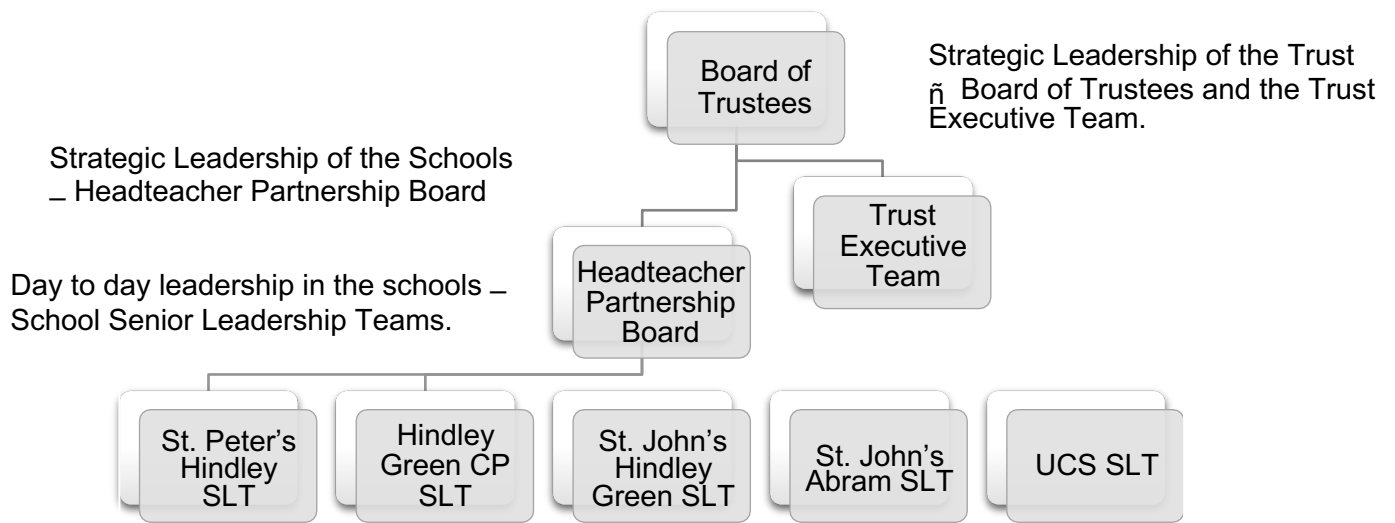 Board of
Trustees
Strategic Leadership of the Trust
ñ Board of Trustees and the Trust
Executive Team.
Strategic Leadership of the Schools
– Headteacher Partnership Board
Trust
Executive
Team
Headteacher
Partnership
Board
Day to day leadership in the schools –
School Senior Leadership Teams.
St. Peter’s
Hindley
SLT
Hindley
Green CP
SLT
St. John’s
Hindley
Green SLT
St. John’s
Abram SLT
UCS SLT